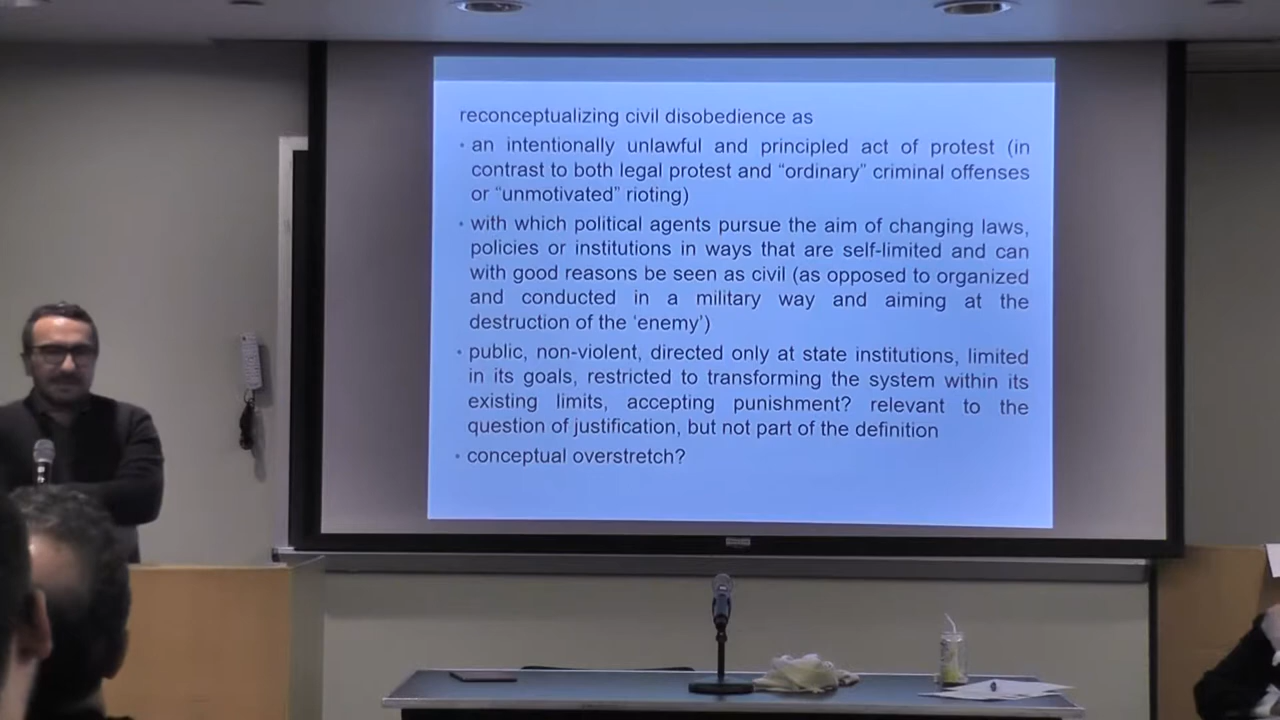 reconceptualizing civil disobedience as
• an intentionally unlawful and principled act of protest (in
contrast to both legal protest and “ordinary” criminal offenses
or “unmotivated” rioting)
• with which political agents pursue the aim of changing laws,
policies or institutions in ways that are self-limited and can
with good reasons be seen as civil (as opposed to organized
and conducted in a military way and aiming at the
destruction of the ‘enemy’)
• public, non-violent, directed only at state institutions, limited
in its goals, restricted to transforming the system within its
existing limits, accepting punishment? relevant to the
question of justification, but not part of the definition
• conceptual overstretch?